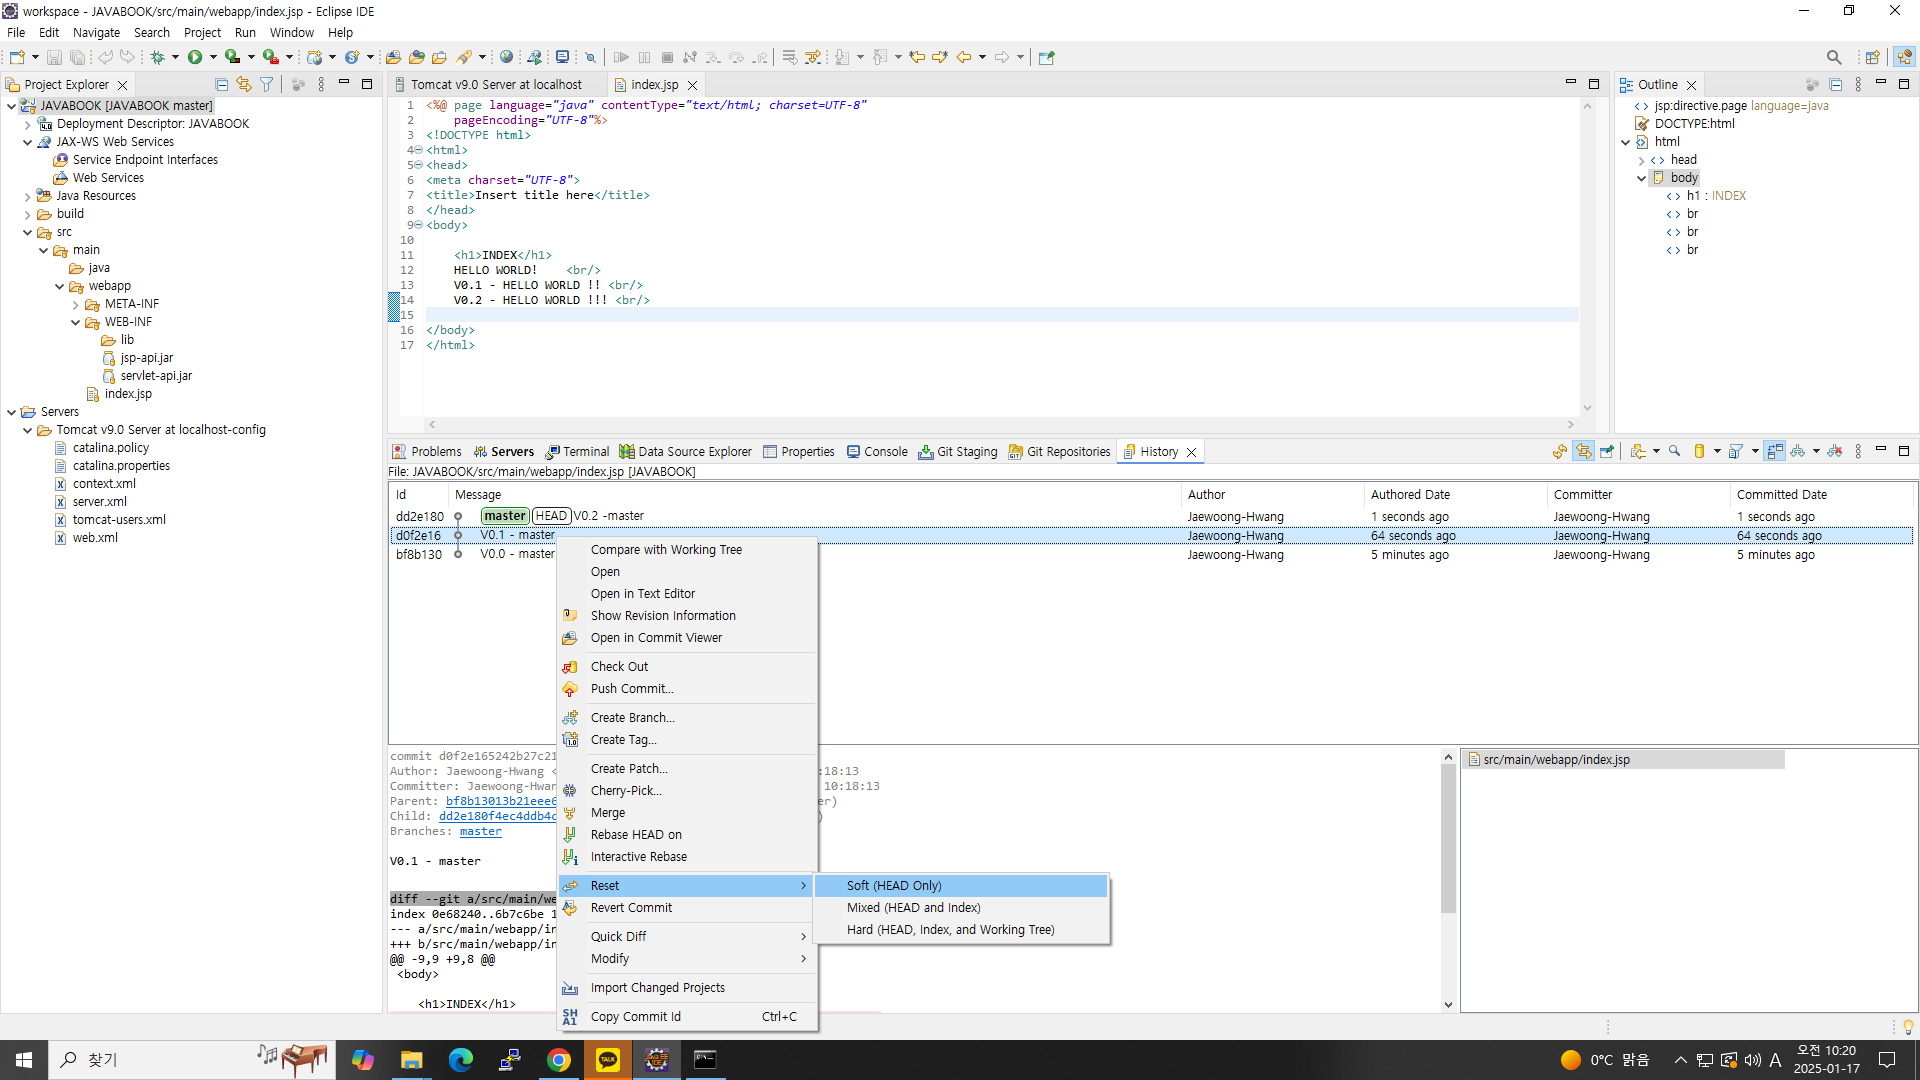 workspace - JAVABOOK/src/main/webapp/index.jsp - Eclipse IDE
File Edit Navigate Search Project Run Window Help
Project Explorer
JAVABOOK [JAVABOOK master]
Deployment Descriptor: JAVABOOK
JAX-WS Web Services
Service Endpoint Interfaces
Web Services
Java Resources
build
src
main
java
webapp
META-INF
WEB-INF
lib
jsp-api.jar
servlet-api.jar
index.jsp
Servers
Tomcat v9.0 Server at localhost-config
catalina.policy
catalina.properties
context.xml
server.xml
tomcat-users.xml
web.xml
Tomcat v9.0 Server at localhost index.jsp
1 <%@ page language="java" contentType="text/html; charset=UTF-8"
2 pageEncoding="UTF-8"%>
3 <!DOCTYPE html>
4 <html>
5 <head>
6 <meta charset="UTF-8">
7 <title>Insert title here</title>
8 </head>
9 <body>
10
11 <h1>INDEX</h1>
12 HELLO WORLD! <br/>
13 V0.1 - HELLO WORLD !! <br/>
14 V0.2 - HELLO WORLD !!! <br/>
15
16 </body>
17 </html>
Outline
jsp:directive.page language=java
DOCTYPE:html
html
head
body
h1 : INDEX
br
br
br
Problems Servers Terminal Data Source Explorer Properties Console Git Staging Git Repositories History
File: JAVABOOK/src/main/webapp/index.jsp [JAVABOOK]
Id Message Author Authored Date Committer Committed Date
dd2e180 master HEAD V0.2 -master Jaewoong-Hwang 1 seconds ago Jaewoong-Hwang 1 seconds ago
d0f2e16 V0.1 - master Jaewoong-Hwang 64 seconds ago Jaewoong-Hwang 64 seconds ago
bf8b130 V0.0 - master Jaewoong-Hwang 5 minutes ago Jaewoong-Hwang 5 minutes ago
Compare with Working Tree
Open
Open in Text Editor
Show Revision Information
Open in Commit Viewer
Check Out
Push Commit...
Create Branch...
Create Tag...
Create Patch...
Cherry-Pick...
Merge
Rebase HEAD on
Interactive Rebase
Reset
Revert Commit
Quick Diff
Modify
Import Changed Projects
Copy Commit Id Ctrl+C
Soft (HEAD Only)
Mixed (HEAD and Index)
Hard (HEAD, Index, and Working Tree)
commit d0f2e165242b27c21
Author: Jaewoong-Hwang < :18:13
Committer: Jaewoong-Hwan 10:18:13
Parent: bf8b13013b21eee6 er)
Child: dd2e180f4ec4ddb4c )
Branches: master
V0.1 - master
diff --git a/src/main/we
index 0e68240..6b7c6be 1
--- a/src/main/webapp/in
+++ b/src/main/webapp/in
@@ -9,9 +9,8 @@
<body>
<h1>INDEX</h1>
src/main/webapp/index.jsp
찾기
TALK
Java EE
IDE
0°C 맑음
A
오전 10:20
2025-01-17